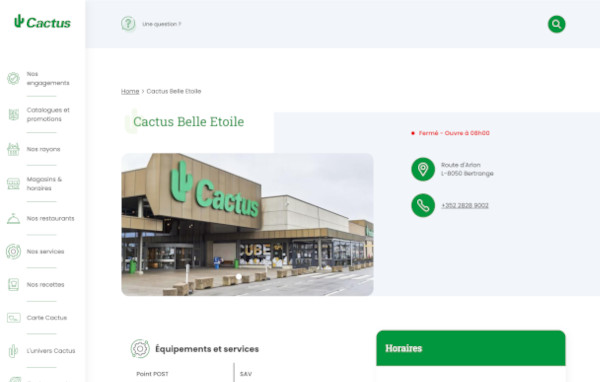 Cactus
Une question ?
Nos
engagements
Catalogues et
promotions
Nos rayons
Magasins &
horaires
Nos restaurants
Nos services
Nos recettes
Carte Cactus
L'univers Cactus
Home > Cactus Belle Etoile
Cactus Belle Etoile
Fermé - Ouvre à 08h00
Route d'Arlon
L-8050 Bertrange
+352 2828 9002
Cactus
CUBE
Équipements et services
Point POST
SAV
Horaires